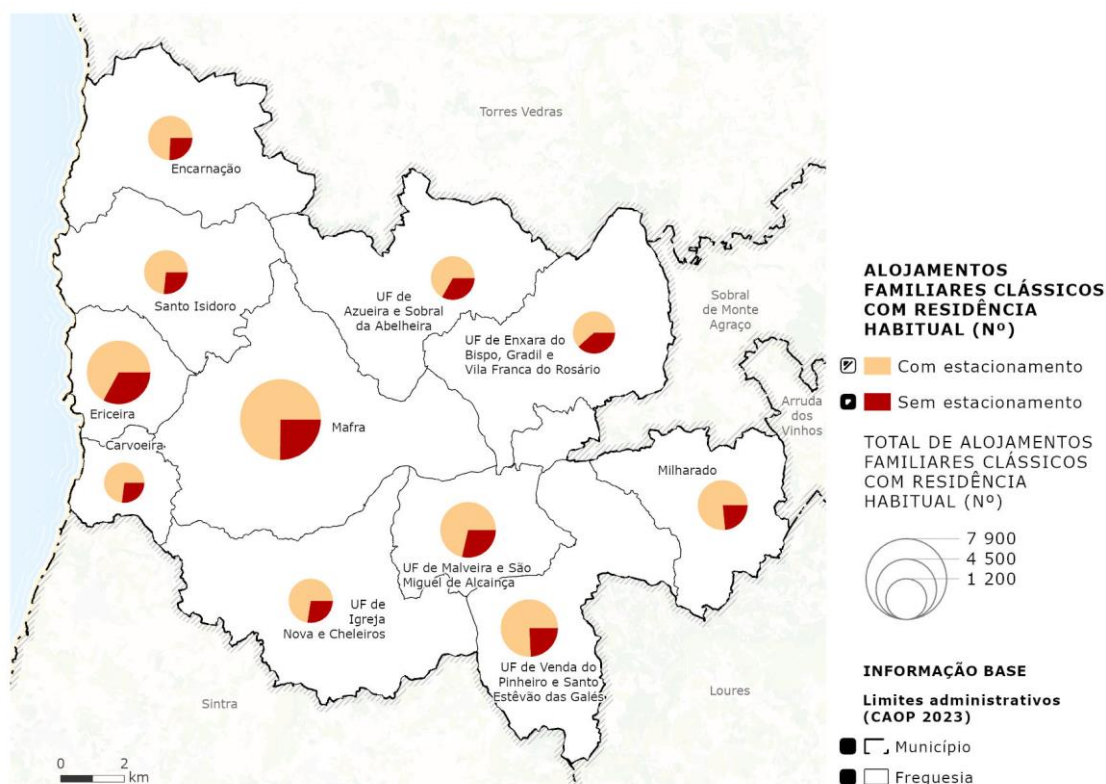 Torres Vedras
Encarnação
Santo Isidoro
UF de
Azueira e Sobral
da Abelheira
UF de Enxara do
Bispo, Gradil e
Vila Franca do Rosário
Sobral
de Monte
Agraço
Arruda
dos
Vinhos
Ericeira
Mafra
Carvoeira
Milharado
UF de Malveira e São
Miguel de Alcainça
UF de
Igreja
Nova e Cheleiros
UF de Venda do
Pinheiro e Santo
Estêvão das Galés
Sintra
Loures
0 2
km
ALOJAMENTOS
FAMILIARES CLÁSSICOS
COM RESIDÊNCIA
HABITUAL (Nº)
Com estacionamento
Sem estacionamento
TOTAL DE ALOJAMENTOS
FAMILIARES CLÁSSICOS
COM RESIDÊNCIA
HABITUAL (Nº)
7 900
4 500
1 200
INFORMAÇÃO BASE
Limites administrativos
(CAOP 2023)
Município
Freguesia